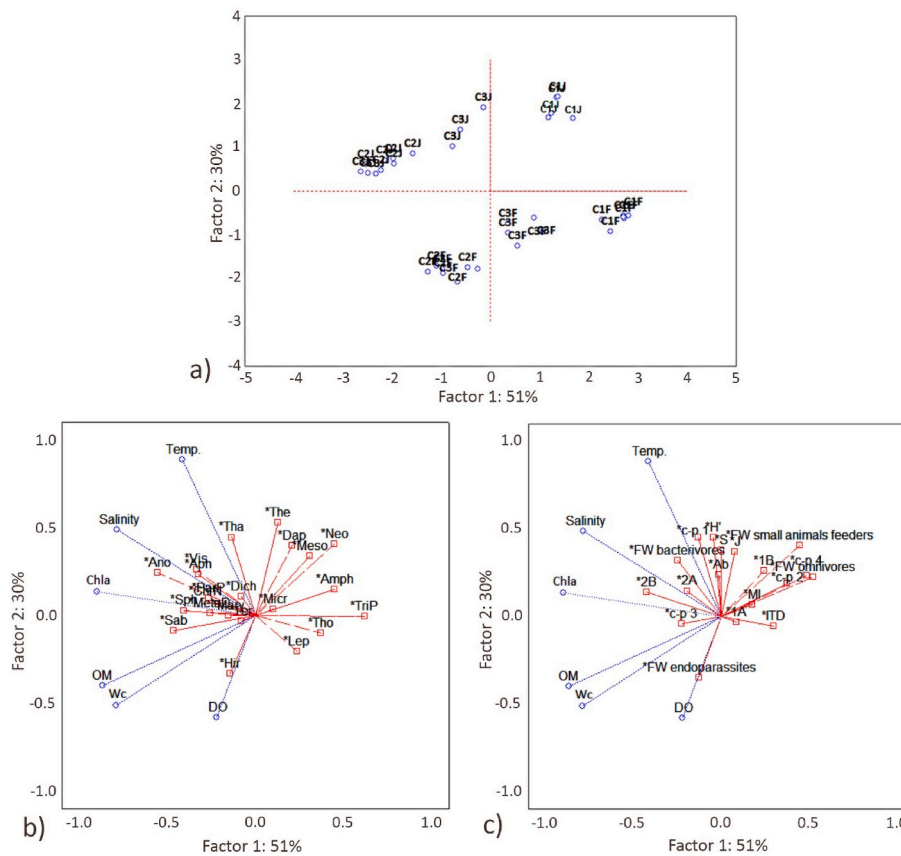 4
3
2
1
0
-1
-2
-3
-4
Factor 2: 30%
C1J
C1J
C1J
C1J
C3J
C3J
C3J
C2J
C2J
C2J
C1F
C1F
C3F
C3F
C3F
C3F
C2F
C2F
C3F
C2F
a)
-5 -4 -3 -2 -1 0 1 2 3 4 5
Factor 1: 51%
1.0
0.5
0.0
-0.5
-1.0
Factor 2: 30%
Temp.
Salinity
Chla
OM
Wc
DO
*The
*Tha
*Dap
*Neo
*Meso
*Vis
*Ano
*Dich
*Amph
*Micr
*TriP
*Sab
*Tho
*Lep
*Hir
b)
-1.0 -0.5 0.0 0.5 1.0
Factor 1: 51%
1.0
0.5
0.0
-0.5
-1.0
Factor 2: 30%
Temp.
Salinity
Chla
OM
Wc
DO
*c-p 1
*H'
*S
*J'
*FW small animals feeders
*FW bacterivores
*Ab
*1B
*c-p 4
*FW omnivores
*c-p 2
*2B
*2A
*MI
*c-p 3
*1A
*ITD
*FW endoparassites
c)
-1.0 -0.5 0.0 0.5 1.0
Factor 1: 51%